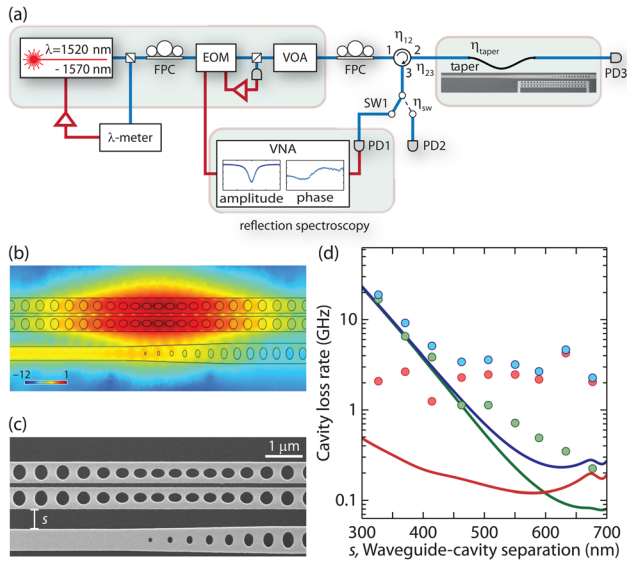 (a)
λ=1520 nm
- 1570 nm
FPC
EOM
VOA
FPC
η12
1 2
3
η23
ηtaper
taper
PD3
λ-meter
SW1
ηsw
VNA
PD1
PD2
amplitude
phase
reflection spectroscopy
(b)
−12 1
(c)
1 μm
s
(d)
Cavity loss rate (GHz)
10
1
0.1
300 400 500 600 700
s, Waveguide-cavity separation (nm)